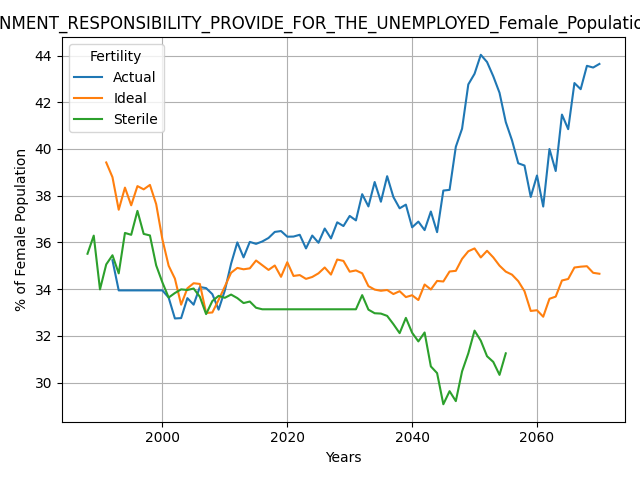 NMENT_RESPONSIBILITY_PROVIDE_FOR_THE_UNEMPLOYED_Female_Populatio
Fertility
Actual
Ideal
Sterile
44
42
40
38
36
34
32
30
% of Female Population
2000 2020 2040 2060
Years